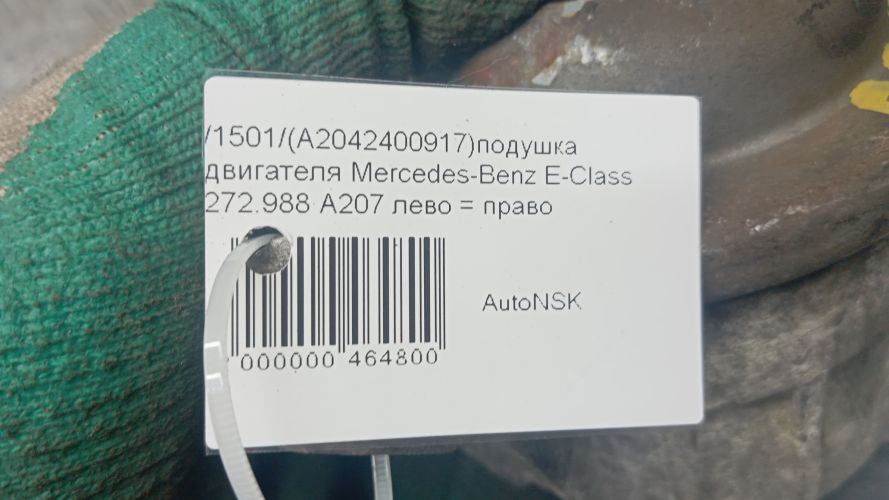 /1501/(A2042400917)подушка
двигателя Mercedes-Benz E-Class
272.988 A207 лево = право
AutoNSK
000000 464800